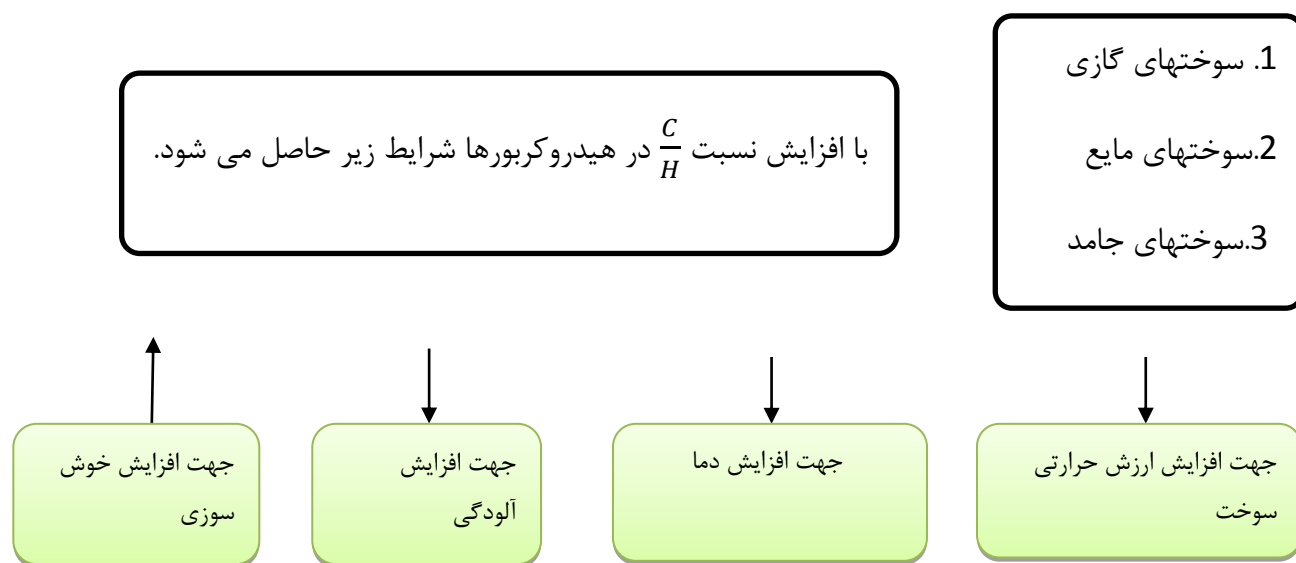 1. سوختهای گازی
2.سوختهای مایع
3.سوختهای جامد
با افزایش نسبت C/H در هیدروکربورها شرایط زیر حاصل می شود.
جهت افزایش ارزش حرارتی
سوخت
جهت افزایش دما
جهت افزایش
آلودگی
جهت افزایش خوش
سوزی